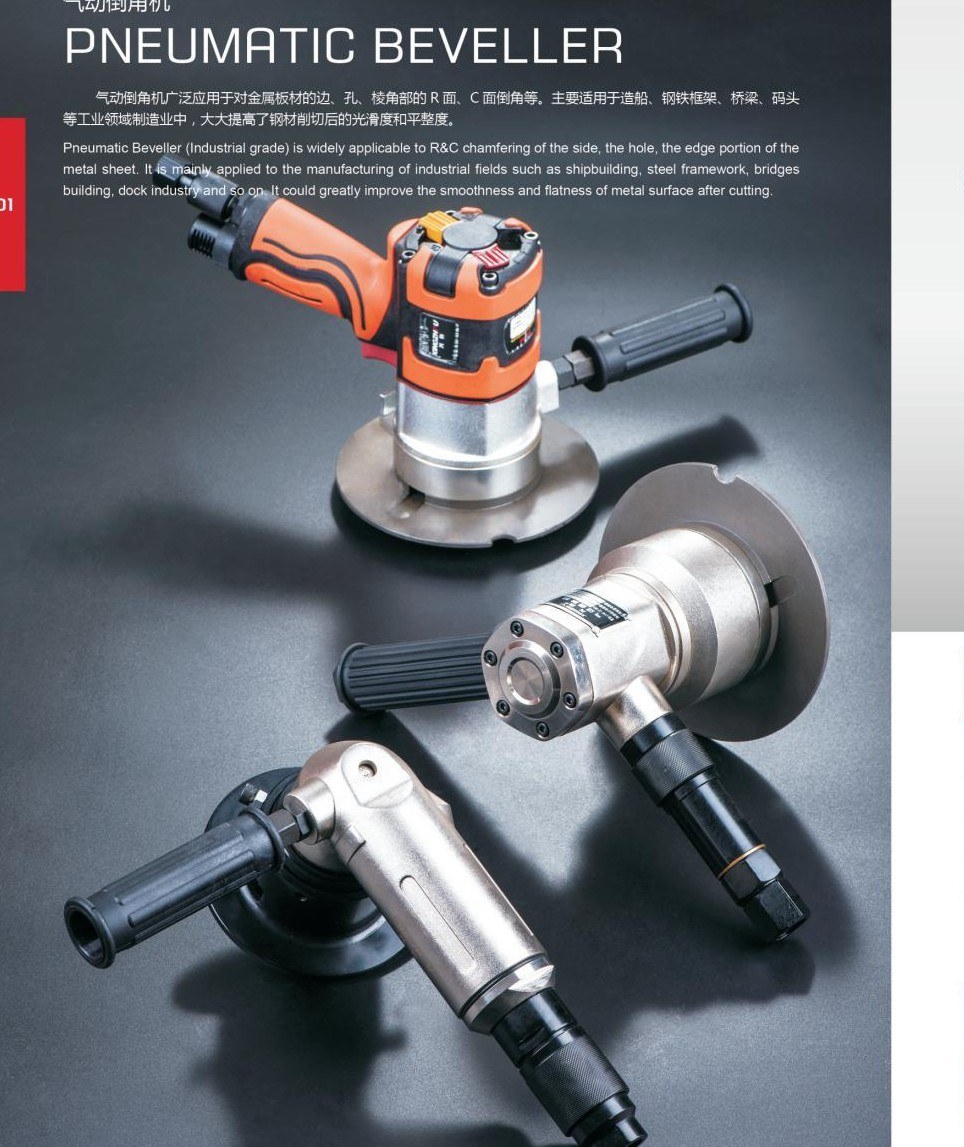 气动倒角机
PNEUMATIC BEVELLER
气动倒角机广泛应用于对金属板材的边、孔、棱角部的 R 面、C 面倒角等。主要适用于造船、钢铁框架、桥梁、码头
等工业领域制造业中，大大提高了钢材削切后的光滑度和平整度。
Pneumatic Beveller (Industrial grade) is widely applicable to R&C chamfering of the side, the hole, the edge portion of the
metal sheet. It is mainly applied to the manufacturing of industrial fields such as shipbuilding, steel framework, bridges
building, dock industry and so on. It could greatly improve the smoothness and flatness of metal surface after cutting.
01